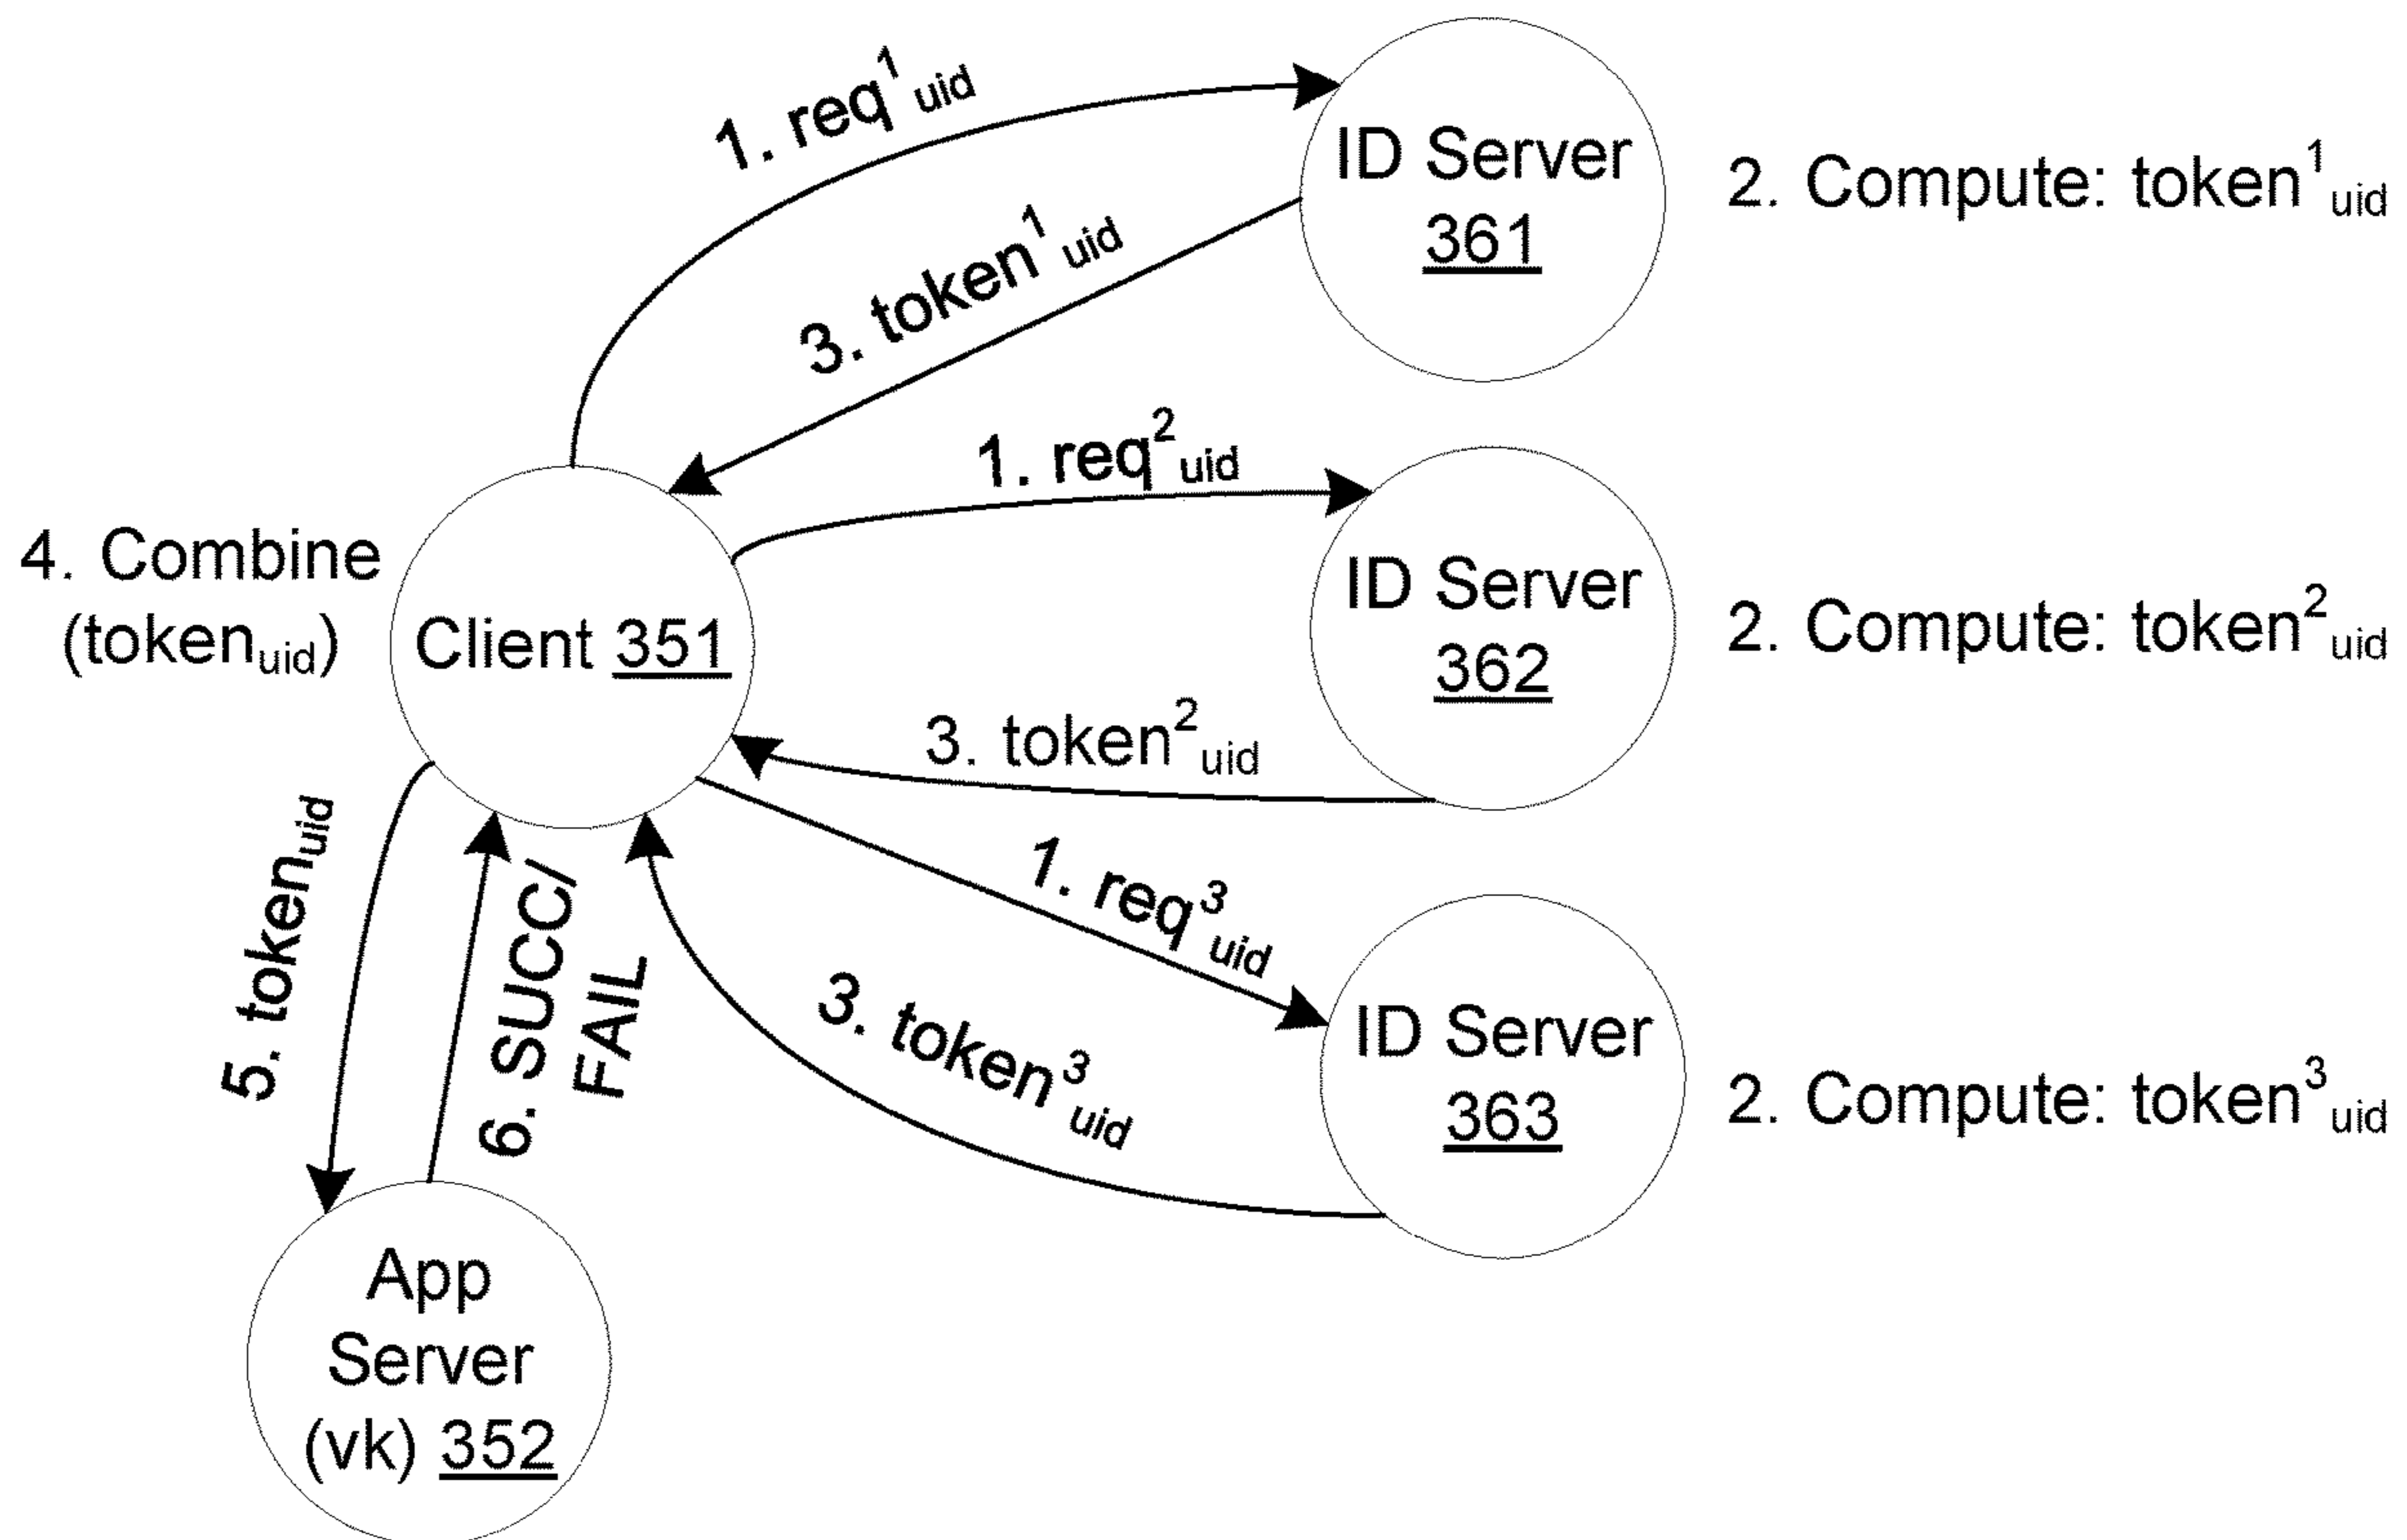 1. req¹uid
ID Server
361
2. Compute: token¹uid
3. token¹uid
1. req²uid
4. Combine
(tokenuid)
Client 351
ID Server
362
2. Compute: token²uid
3. token²uid
1. req³uid
5. tokenuid
6. SUCC/
FAIL
3. token³uid
ID Server
363
2. Compute: token³uid
App
Server
(vk) 352